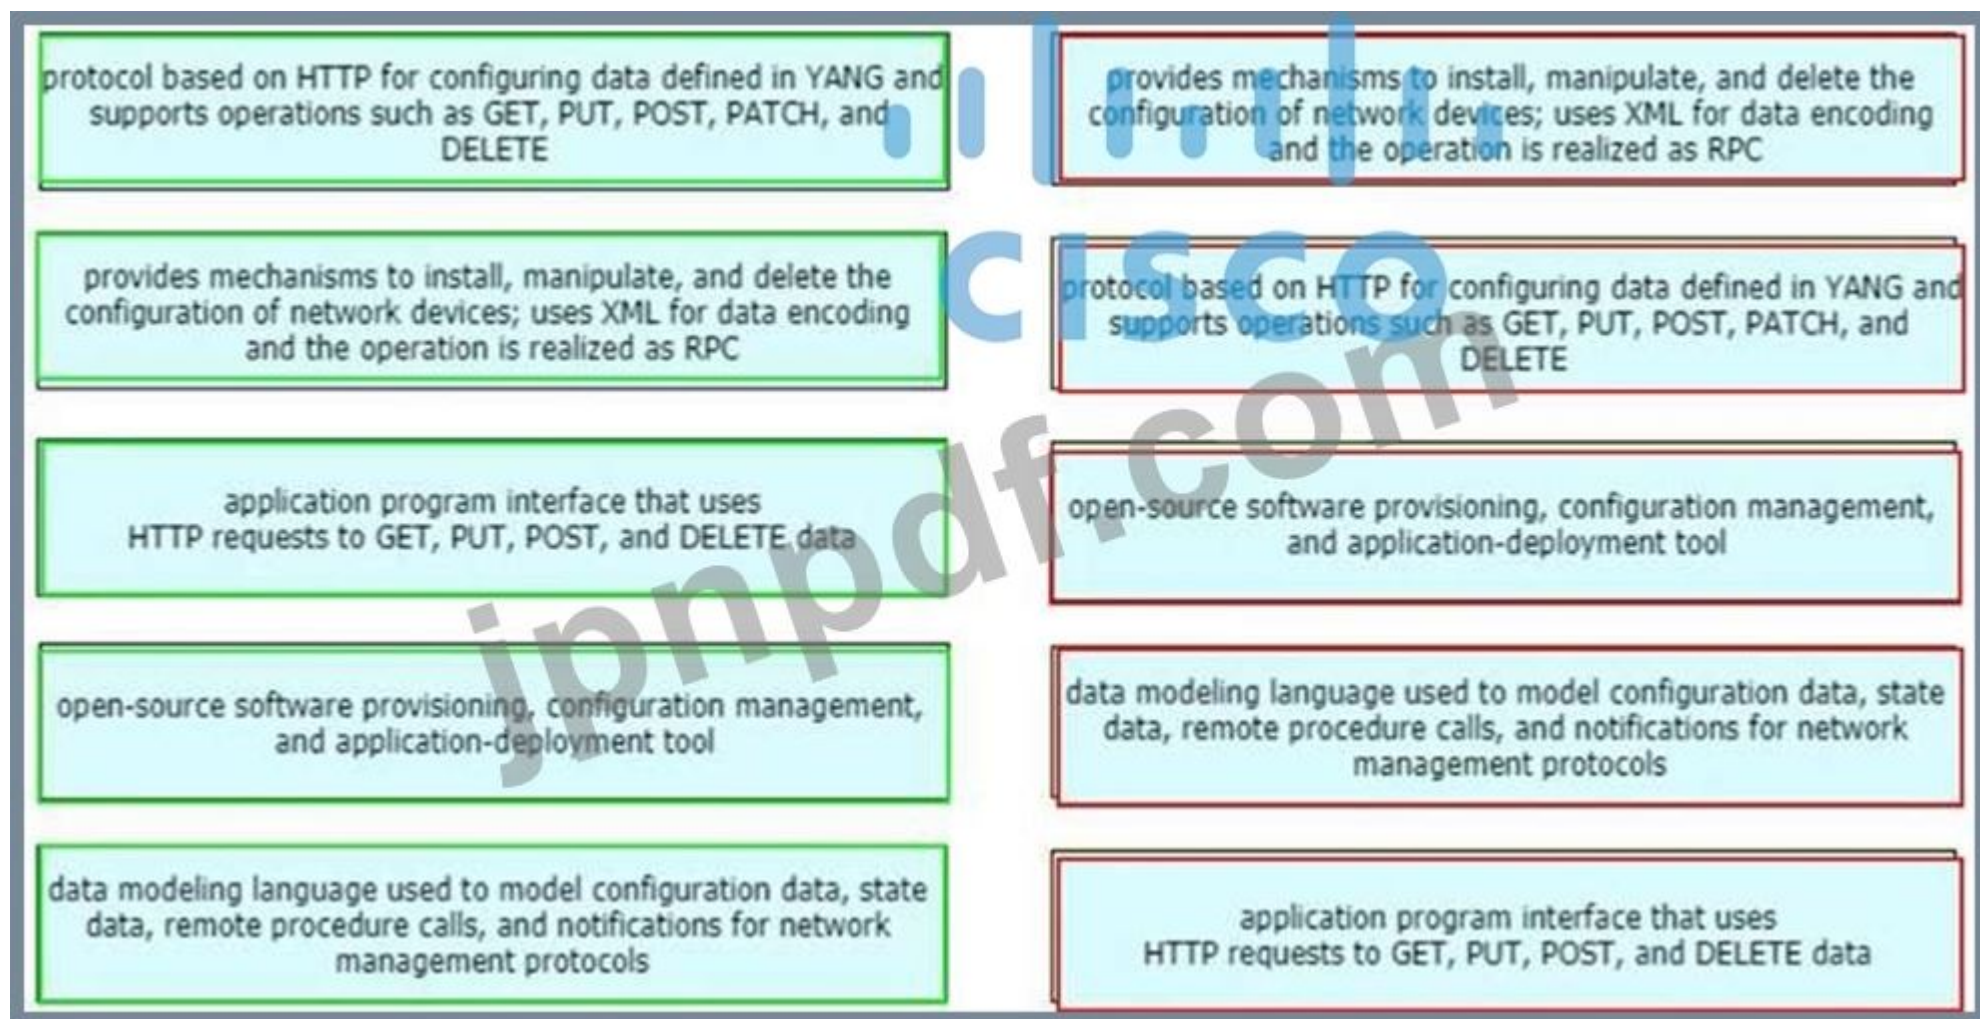 protocol based on HTTP for configuring data defined in YANG and
supports operations such as GET, PUT, POST, PATCH, and
DELETE
provides mechanisms to install, manipulate, and delete the
configuration of network devices; uses XML for data encoding
and the operation is realized as RPC
application program interface that uses
HTTP requests to GET, PUT, POST, and DELETE data
open-source software provisioning, configuration management,
and application-deployment tool
data modeling language used to model configuration data, state
data, remote procedure calls, and notifications for network
management protocols
provides mechanisms to install, manipulate, and delete the
configuration of network devices; uses XML for data encoding
and the operation is realized as RPC
protocol based on HTTP for configuring data defined in YANG and
supports operations such as GET, PUT, POST, PATCH, and
DELETE
open-source software provisioning, configuration management,
and application-deployment tool
data modeling language used to model configuration data, state
data, remote procedure calls, and notifications for network
management protocols
application program interface that uses
HTTP requests to GET, PUT, POST, and DELETE data
CISCO
jpnpdf.com